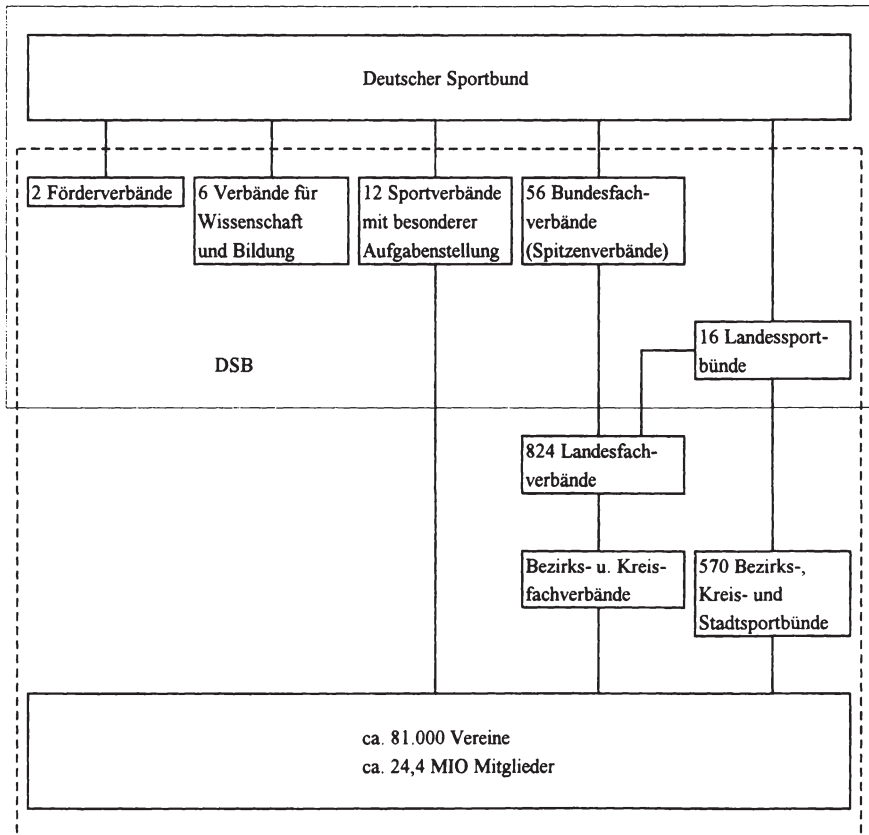 Deutscher Sportbund
2 Förderverbände
6 Verbände für
Wissenschaft
und Bildung
12 Sportverbände
mit besonderer
Aufgabenstellung
56 Bundesfach-
verbände
(Spitzenverbände)
16 Landessport-
bünde
DSB
824 Landesfach-
verbände
Bezirks- u. Kreis-
fachverbände
570 Bezirks-,
Kreis- und
Stadtsportbünde
ca. 81.000 Vereine
ca. 24,4 MIO Mitglieder